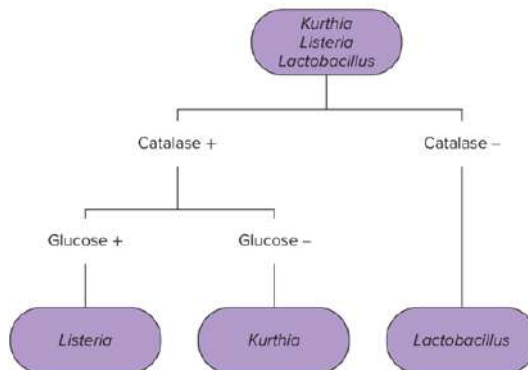 Kurthia
Listeria
Lactobacillus
Catalase +
Catalase –
Glucose +
Glucose –
Listeria
Kurthia
Lactobacillus